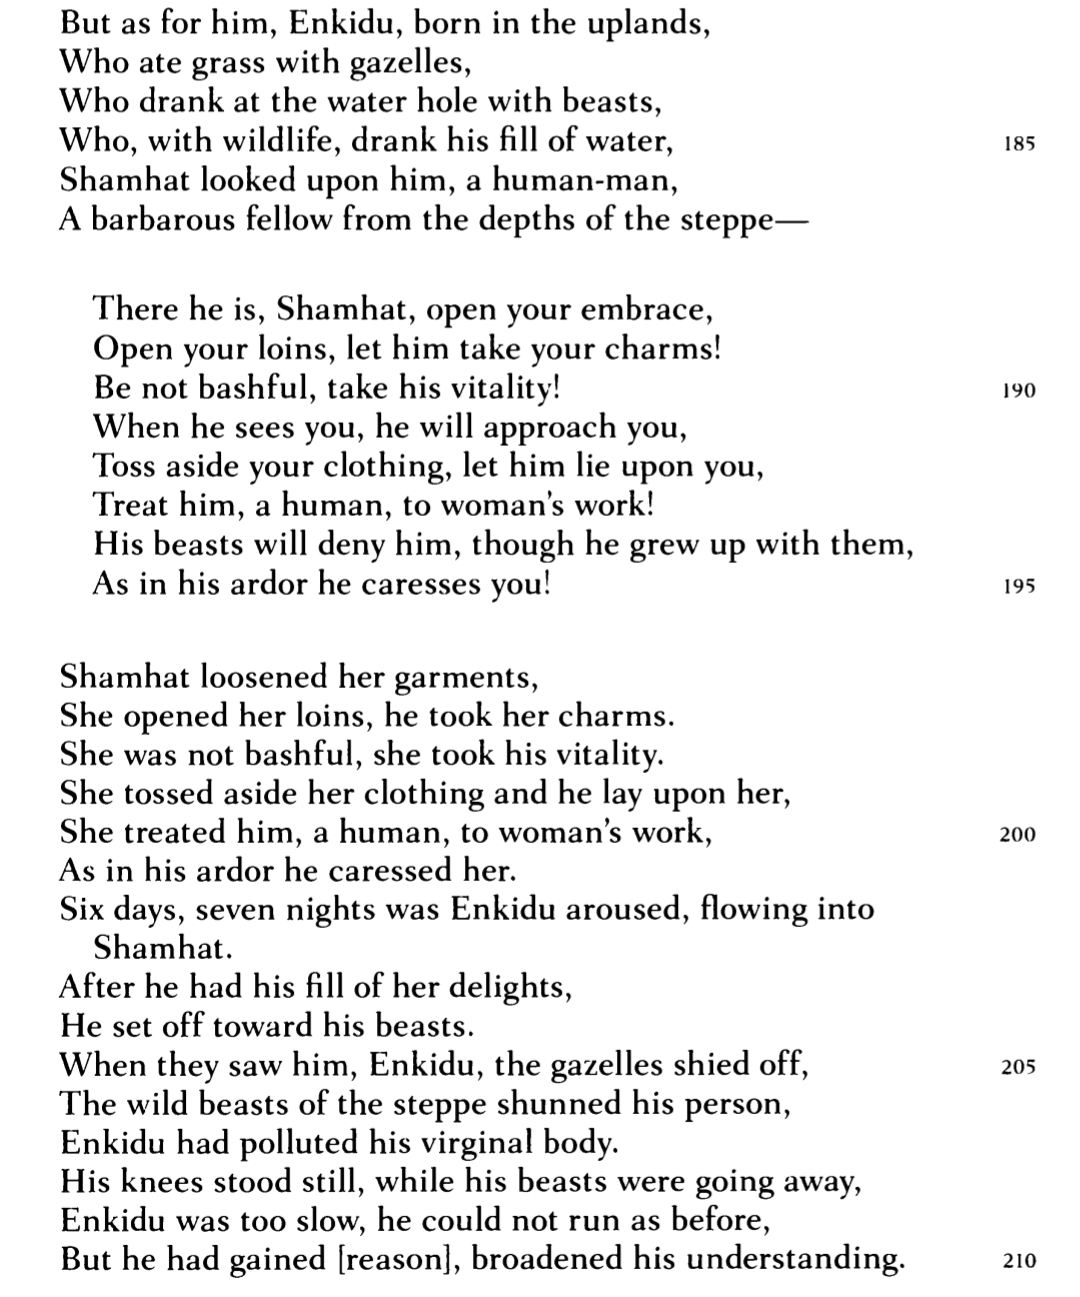 But as for him, Enkidu, born in the uplands,
Who ate grass with gazelles,
Who drank at the water hole with beasts,
Who, with wildlife, drank his fill of water, 185
Shamhat looked upon him, a human-man,
A barbarous fellow from the depths of the steppe—
There he is, Shamhat, open your embrace,
Open your loins, let him take your charms!
Be not bashful, take his vitality! 190
When he sees you, he will approach you,
Toss aside your clothing, let him lie upon you,
Treat him, a human, to woman's work!
His beasts will deny him, though he grew up with them,
As in his ardor he caresses you! 195
Shamhat loosened her garments,
She opened her loins, he took her charms.
She was not bashful, she took his vitality.
She tossed aside her clothing and he lay upon her,
She treated him, a human, to woman's work, 200
As in his ardor he caressed her.
Six days, seven nights was Enkidu aroused, flowing into
Shamhat.
After he had his fill of her delights,
He set off toward his beasts.
When they saw him, Enkidu, the gazelles shied off, 205
The wild beasts of the steppe shunned his person,
Enkidu had polluted his virginal body.
His knees stood still, while his beasts were going away,
Enkidu was too slow, he could not run as before,
But he had gained [reason], broadened his understanding. 210